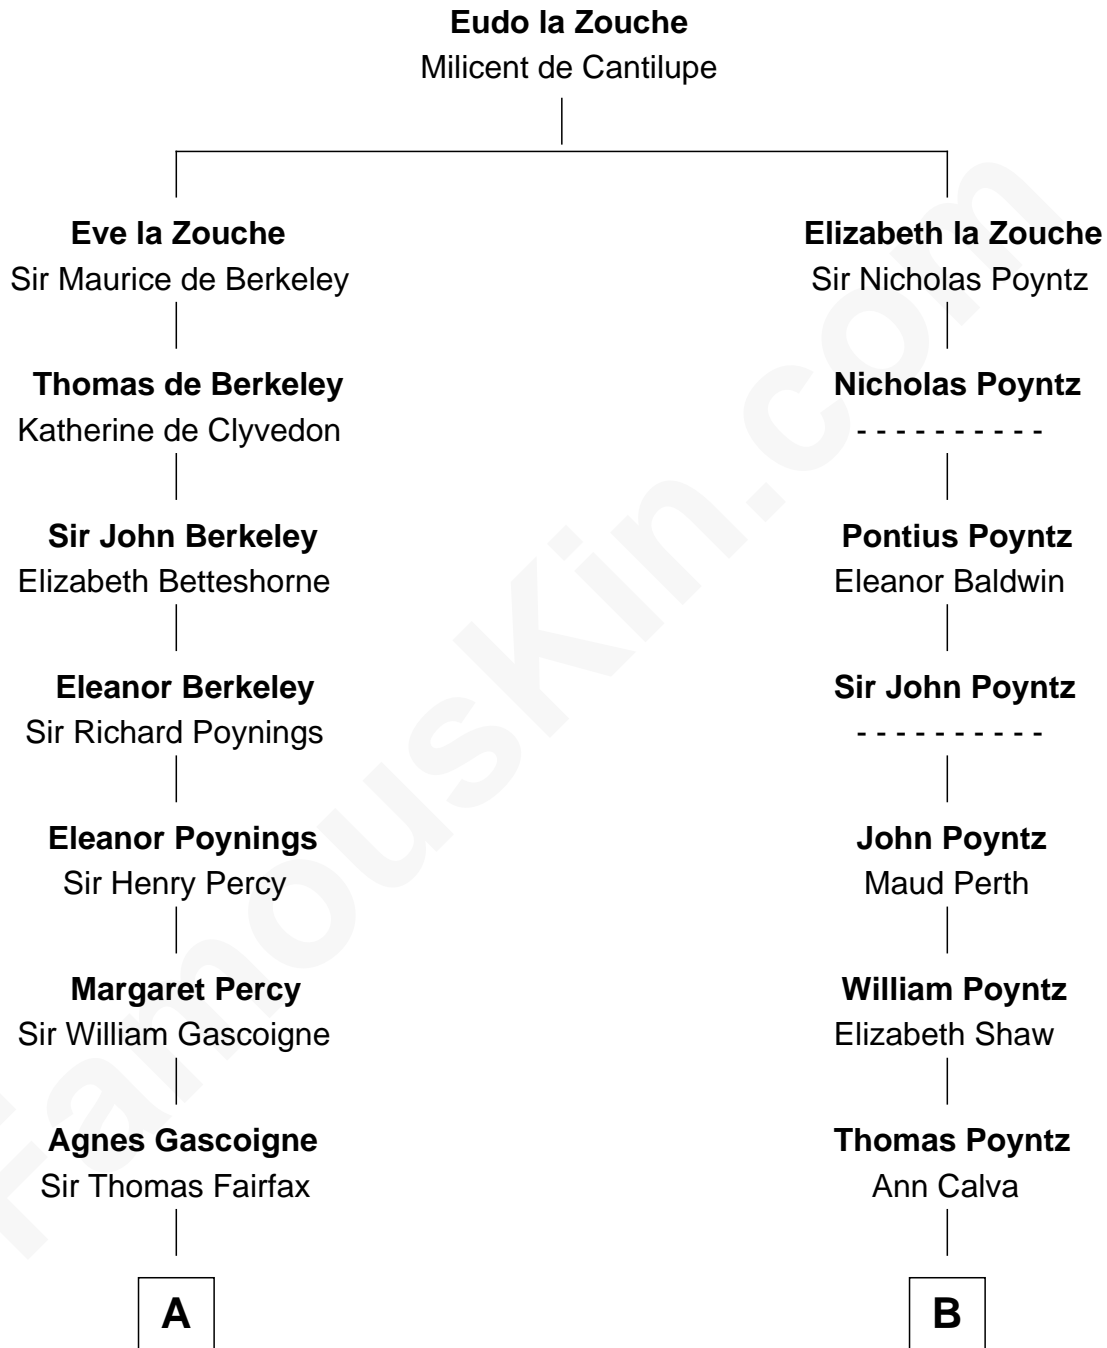 Eudo la Zouche
Milicent de Cantilupe
Eve la Zouche
Sir Maurice de Berkeley
Elizabeth la Zouche
Sir Nicholas Poyntz
Thomas de Berkeley
Katherine de Clyvedon
Nicholas Poyntz
- - - - - - - - - -
Sir John Berkeley
Elizabeth Betteshorne
Pontius Poyntz
Eleanor Baldwin
Eleanor Berkeley
Sir Richard Poynings
Sir John Poyntz
- - - - - - - - - -
Eleanor Poynings
Sir Henry Percy
John Poyntz
Maud Perth
Margaret Percy
Sir William Gascoigne
William Poyntz
Elizabeth Shaw
Agnes Gascoigne
Sir Thomas Fairfax
Thomas Poyntz
Ann Calva
A
B
FamousKin.com